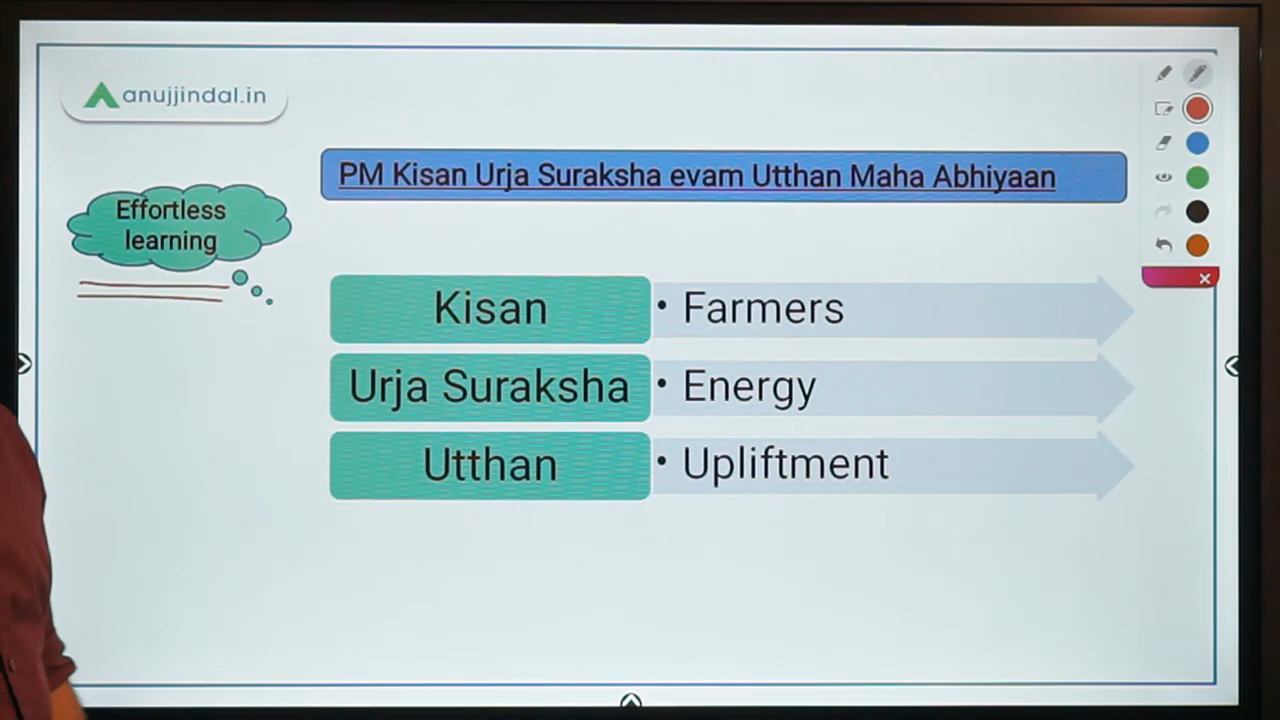 anujjindal.in
PM Kisan Urja Suraksha evam Utthan Maha Abhiyaan
Effortless
learning
Kisan
• Farmers
Urja Suraksha
• Energy
Utthan
• Upliftment